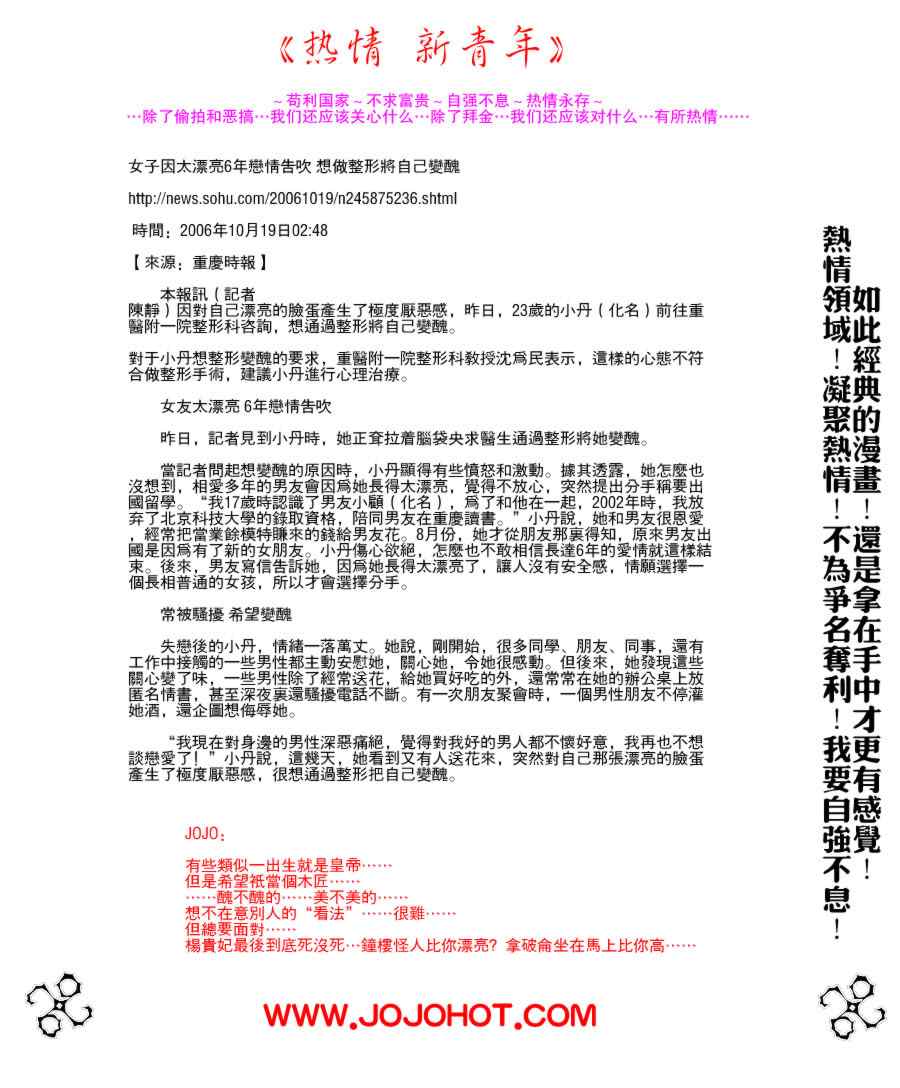 《热情 新青年》
～苟利国家～不求富贵～自强不息～热情永存～
…除了偷拍和恶搞…我们还应该关心什么…除了拜金…我们还应该对什么…有所热情……
女子因太漂亮6年戀情告吹 想做整形將自己變醜
http://news.sohu.com/20061019/n245875236.shtml
時間：2006年10月19日02:48
【來源：重慶時報】
本報訊（記者
陳靜）因對自己漂亮的臉蛋產生了極度厭惡感，昨日，23歲的小丹（化名）前往重
醫附一院整形科咨詢，想通過整形將自己變醜。
對于小丹想整形變醜的要求，重醫附一院整形科教授沈爲民表示，這樣的心態不符
合做整形手術，建議小丹進行心理治療。
女友太漂亮 6年戀情告吹
昨日，記者見到小丹時，她正耷拉着腦袋央求醫生通過整形將她變醜。
當記者問起想變醜的原因時，小丹顯得有些憤怒和激動。據其透露，她怎麼也
沒想到，相愛多年的男友會因爲她長得太漂亮，覺得不放心，突然提出分手稱要出
國留學。“我17歲時認識了男友小顧（化名），爲了和他在一起，2002年時，我放
弃了北京科技大學的錄取資格，陪同男友在重慶讀書。”小丹說，她和男友很恩愛
，經常把當業餘模特賺來的錢給男友花。8月份，她才從朋友那裏得知，原來男友出
國是因爲有了新的女朋友。小丹傷心欲絕，怎麼也不敢相信長達6年的愛情就這樣結
束。後來，男友寫信告訴她，因爲她長得太漂亮了，讓人沒有安全感，情願選擇一
個長相普通的女孩，所以才會選擇分手。
常被騷擾 希望變醜
失戀後的小丹，情緒一落萬丈。她說，剛開始，很多同學、朋友、同事，還有
工作中接觸的一些男性都主動安慰她，關心她，令她很感動。但後來，她發現這些
關心變了味，一些男性除了經常送花，給她買好吃的外，還常常在她的辦公桌上放
匿名情書，甚至深夜裏還騷擾電話不斷。有一次朋友聚會時，一個男性朋友不停灌
她酒，還企圖想侮辱她。
“我現在對身邊的男性深惡痛絕，覺得對我好的男人都不懷好意，我再也不想
談戀愛了！”小丹說，這幾天，她看到又有人送花來，突然對自己那張漂亮的臉蛋
產生了極度厭惡感，很想通過整形把自己變醜。
JOJO：
有些類似一出生就是皇帝……
但是希望衹當個木匠……
……醜不醜的……美不美的……
想不在意別人的“看法”……很難……
但總要面對……
楊貴妃最後到底死沒死…鐘樓怪人比你漂亮？拿破侖坐在馬上比你高……
如此經典的漫畫！還是拿在手中才更有感覺！
熱情領域！凝聚熱情！不為爭名奪利！我要自強不息！
WWW.JOJOHOT.COM